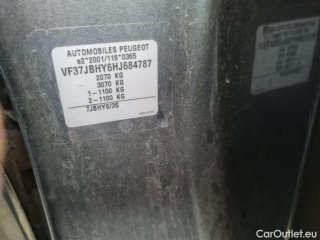 AUTOMOBILES PEUGEOT
e2*2001/116*0365
VF37JBHY6HJ684787
2070 KG
3070 KG
1-1100 KG
2-1100 KG
7JBHY6/3S
CarOutlet.eu